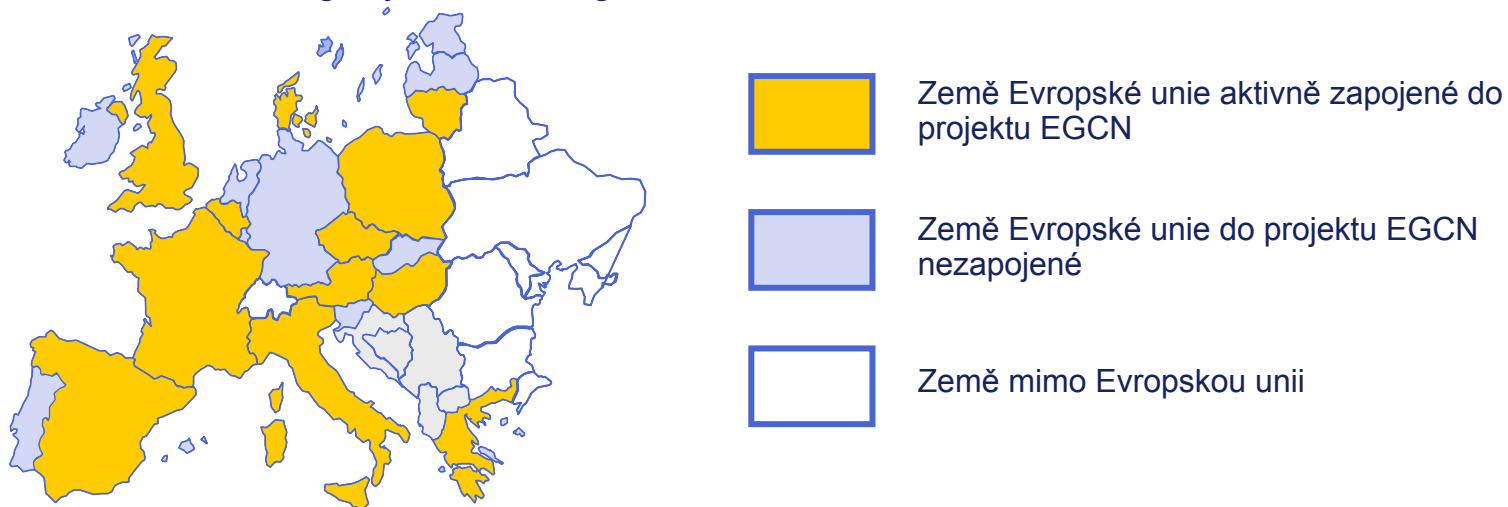 Země Evropské unie aktivně zapojené do
projektu EGCN
Země Evropské unie do projektu EGCN
nezapojené
Země mimo Evropskou unii